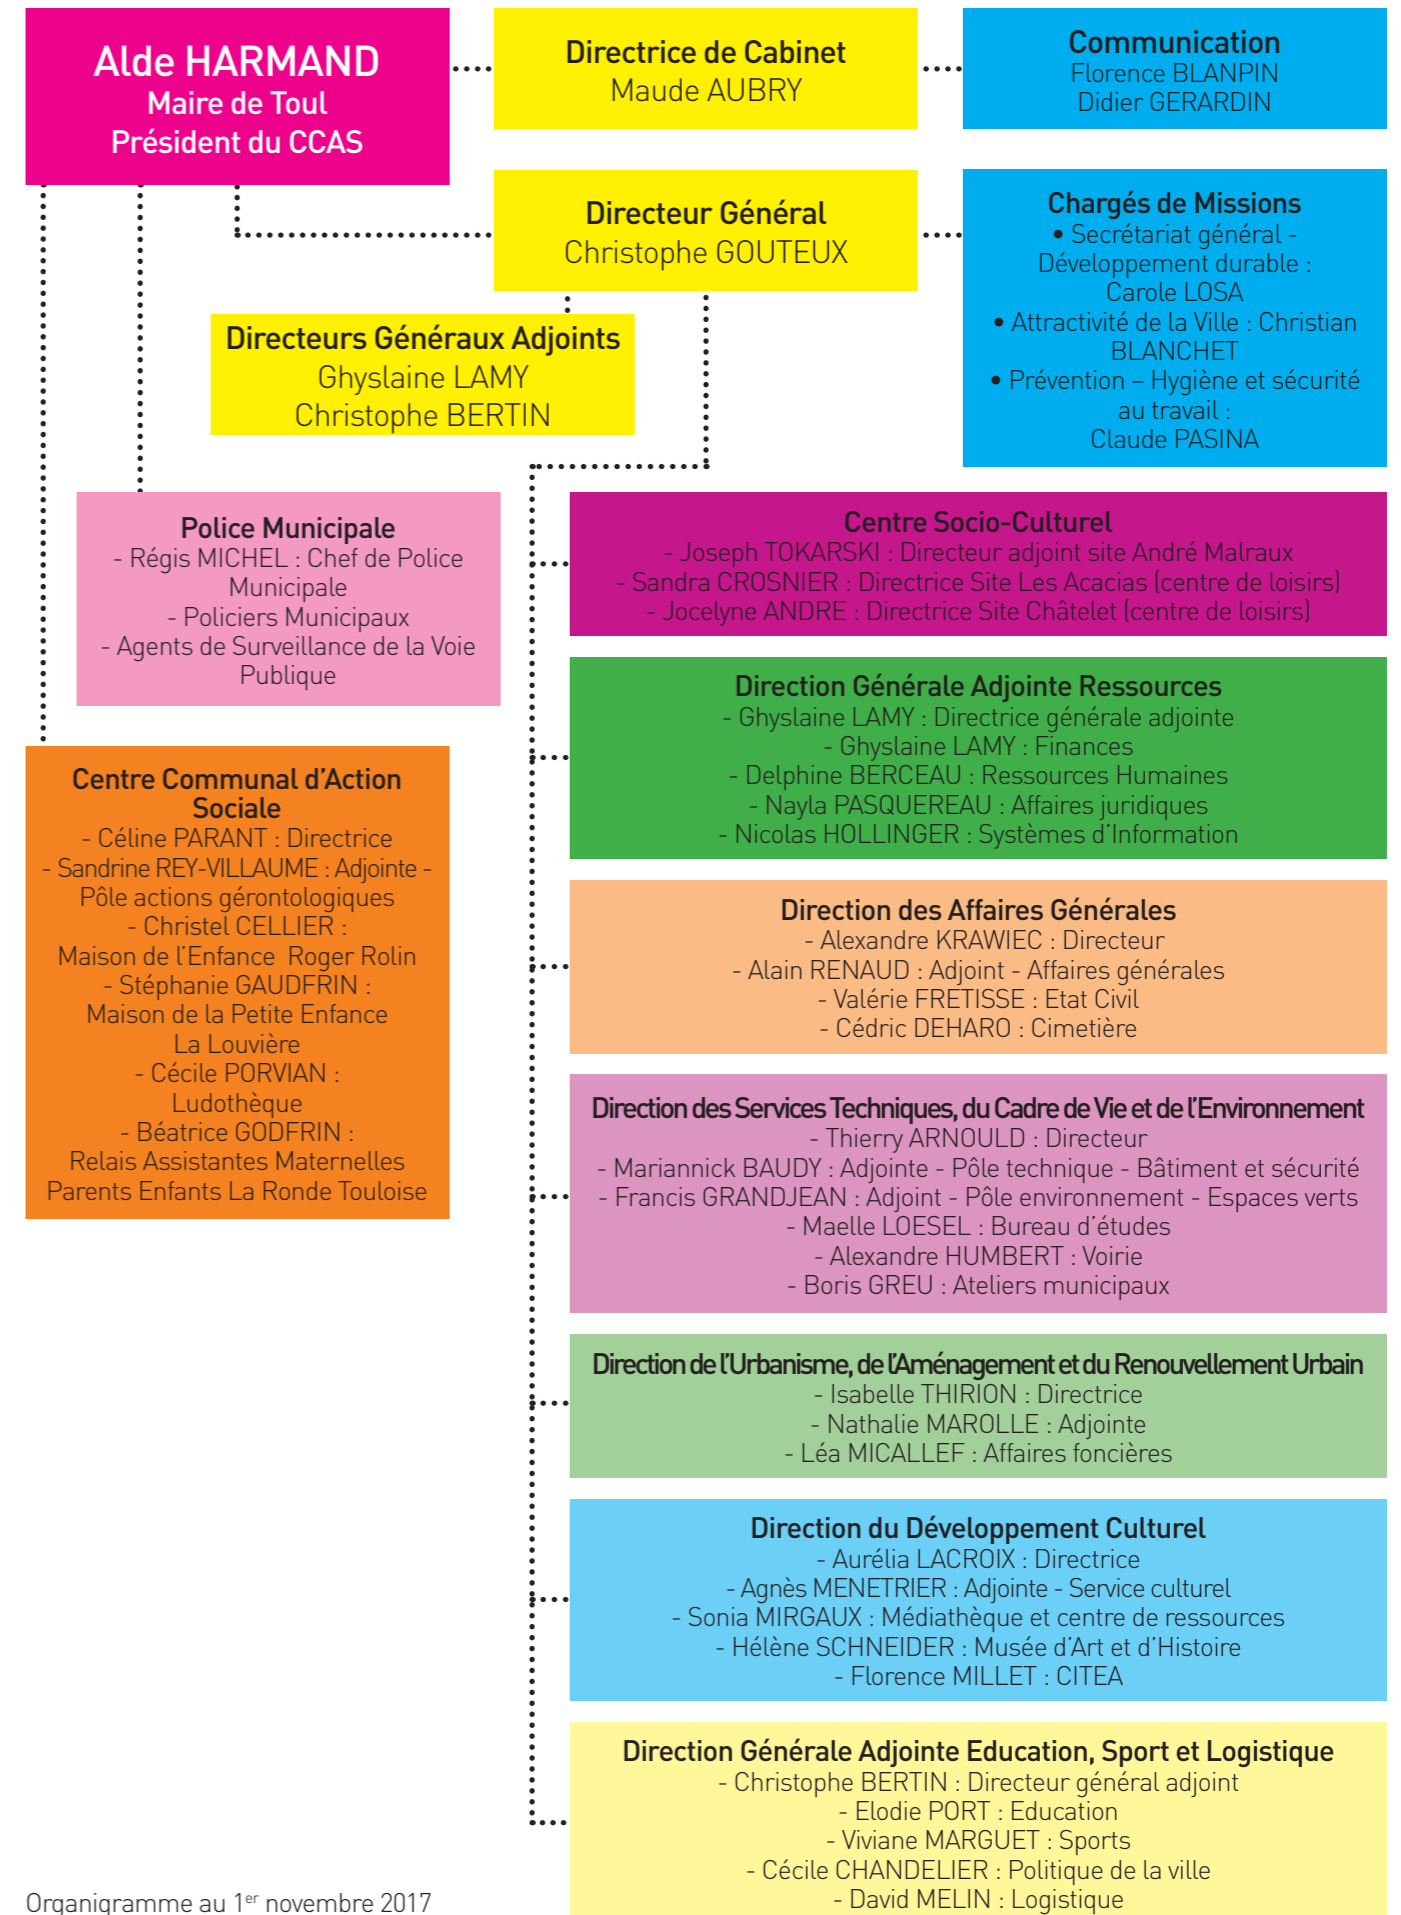 Alde HARMAND
Maire de Toul
Président du CCAS
Directrice de Cabinet
Maude AUBRY
Communication
Florence BLANPIN
Didier GERARDIN
Directeur Général
Christophe GOUTEUX
Chargés de Missions
• Secrétariat général -
Développement durable :
Carole LOSA
• Attractivité de la Ville : Christian
BLANCHET
• Prévention – Hygiène et sécurité
au travail :
Claude PASINA
Directeurs Généraux Adjoints
Ghyslaine LAMY
Christophe BERTIN
Police Municipale
- Régis MICHEL : Chef de Police
Municipale
- Policiers Municipaux
- Agents de Surveillance de la Voie
Publique
Centre Communal d'Action
Sociale
- Céline PARANT : Directrice
- Sandrine REY-VILLAUME : Adjointe -
Pôle actions gérontologiques
- Christel CELLIER :
Maison de l'Enfance Roger Rolin
- Stéphanie GAUDFRIN :
Maison de la Petite Enfance
La Louvière
- Cécile PORVIAN :
Ludothèque
- Béatrice GODFRIN :
Relais Assistantes Maternelles
Parents Enfants La Ronde Touloise
Centre Socio-Culturel
- Joseph TOKARSKI : Directeur adjoint site André Malraux
- Sandra CROSNIER : Directrice Site Les Acacias (centre de loisirs)
- Jocelyne ANDRE : Directrice Site Châtelet (centre de loisirs)
Direction Générale Adjointe Ressources
- Ghyslaine LAMY : Directrice générale adjointe
- Ghyslaine LAMY : Finances
- Delphine BERCEAU : Ressources Humaines
- Nayla PASQUEREAU : Affaires juridiques
- Nicolas HOLLINGER : Systèmes d'Information
Direction des Affaires Générales
- Alexandre KRAWIEC : Directeur
- Alain RENAUD : Adjoint - Affaires générales
- Valérie FRETISSE : Etat Civil
- Cédric DEHARO : Cimetière
Direction des Services Techniques, du Cadre de Vie et de l'Environnement
- Thierry ARNOULD : Directeur
- Mariannick BAUDY : Adjointe - Pôle technique - Bâtiment et sécurité
- Francis GRANDJEAN : Adjoint - Pôle environnement - Espaces verts
- Maelle LOESEL : Bureau d'études
- Alexandre HUMBERT : Voirie
- Boris GREU : Ateliers municipaux
Direction de l'Urbanisme, de l'Aménagement et du Renouvellement Urbain
- Isabelle THIRION : Directrice
- Nathalie MAROLLE : Adjointe
- Léa MICALLEF : Affaires foncières
Direction du Développement Culturel
- Aurélia LACROIX : Directrice
- Agnès MENETRIER : Adjointe - Service culturel
- Sonia MIRGAUX : Médiathèque et centre de ressources
- Hélène SCHNEIDER : Musée d'Art et d'Histoire
- Florence MILLET : CITEA
Direction Générale Adjointe Education, Sport et Logistique
- Christophe BERTIN : Directeur général adjoint
- Elodie PORT : Education
- Viviane MARGUET : Sports
- Cécile CHANDELIER : Politique de la ville
- David MELIN : Logistique
Organigramme au 1er novembre 2017